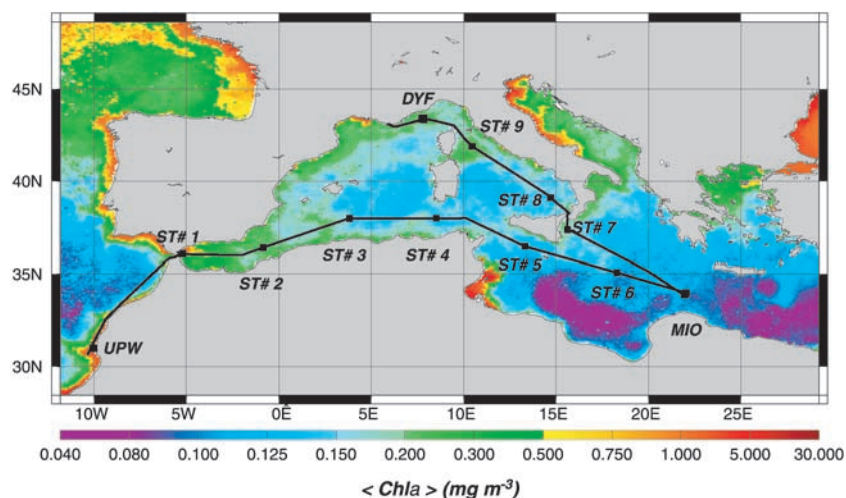 45N
40N
35N
30N
DYF
ST# 9
ST# 8
ST# 7
ST# 1
ST# 2
ST# 3
ST# 4
ST# 5
ST# 6
MIO
UPW
10W 5W 0E 5E 10E 15E 20E 25E
0.040 0.080 0.100 0.125 0.150 0.200 0.300 0.500 0.750 1.000 5.000 30.000
< Chla > (mg m-3)